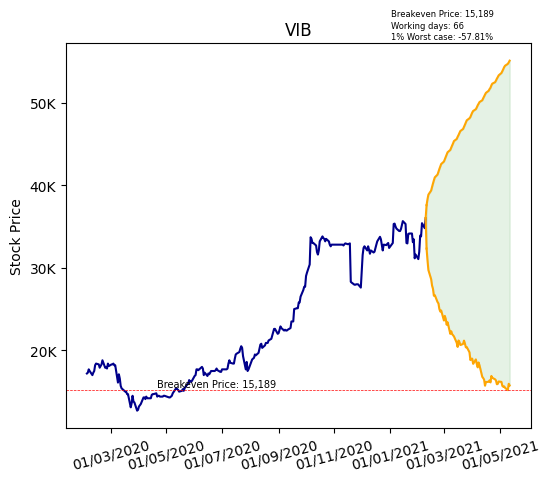 Breakeven Price: 15,189
Working days: 66
1% Worst case: -57.81%
VIB
Stock Price
50K
40K
30K
20K
Breakeven Price: 15,189
01/03/2020
01/05/2020
01/07/2020
01/09/2020
01/11/2020
01/01/2021
01/03/2021
01/05/2021